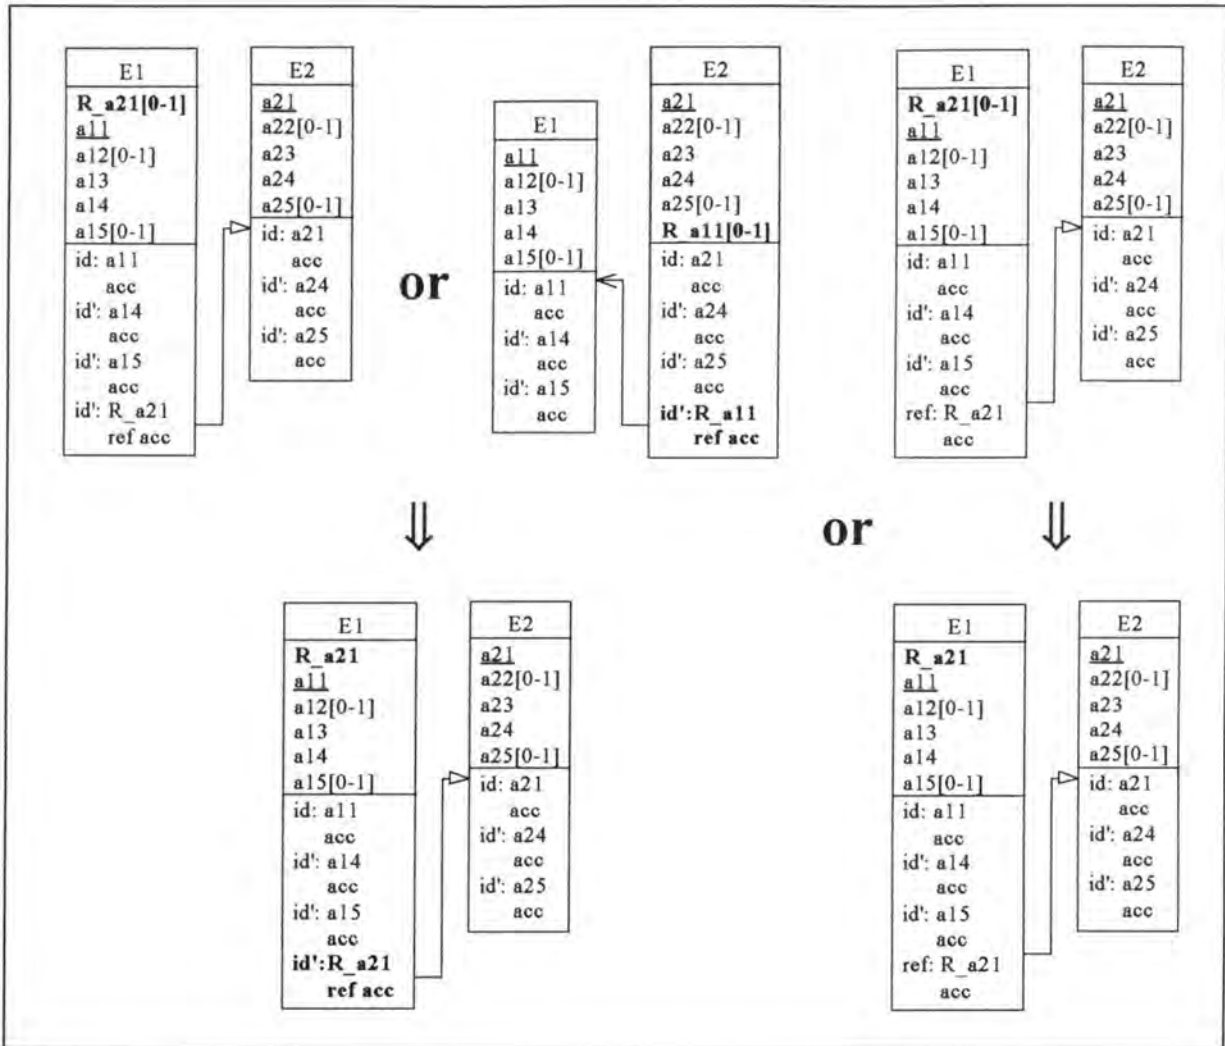 E1
R_a21[0-1]
a11
a12[0-1]
a13
a14
a15[0-1]
id: a11
acc
id': a14
acc
id': a15
acc
id': R_a21
ref acc
E2
a21
a22[0-1]
a23
a24
a25[0-1]
id: a21
acc
id': a24
acc
id': a25
acc
or
E1
a11
a12[0-1]
a13
a14
a15[0-1]
id: a11
acc
id': a14
acc
id': a15
acc
E2
a21
a22[0-1]
a23
a24
a25[0-1]
R_a11[0-1]
id: a21
acc
id': a24
acc
id': a25
acc
id':R_a11
ref acc
E1
R_a21[0-1]
a11
a12[0-1]
a13
a14
a15[0-1]
id: a11
acc
id': a14
acc
id': a15
acc
ref: R_a21
acc
E2
a21
a22[0-1]
a23
a24
a25[0-1]
id: a21
acc
id': a24
acc
id': a25
acc
⇓
or
⇓
E1
R_a21
a11
a12[0-1]
a13
a14
a15[0-1]
id: a11
acc
id': a14
acc
id': a15
acc
id':R_a21
ref acc
E2
a21
a22[0-1]
a23
a24
a25[0-1]
id: a21
acc
id': a24
acc
id': a25
acc
E1
R_a21
a11
a12[0-1]
a13
a14
a15[0-1]
id: a11
acc
id': a14
acc
id': a15
acc
ref: R_a21
acc
E2
a21
a22[0-1]
a23
a24
a25[0-1]
id: a21
acc
id': a24
acc
id': a25
acc